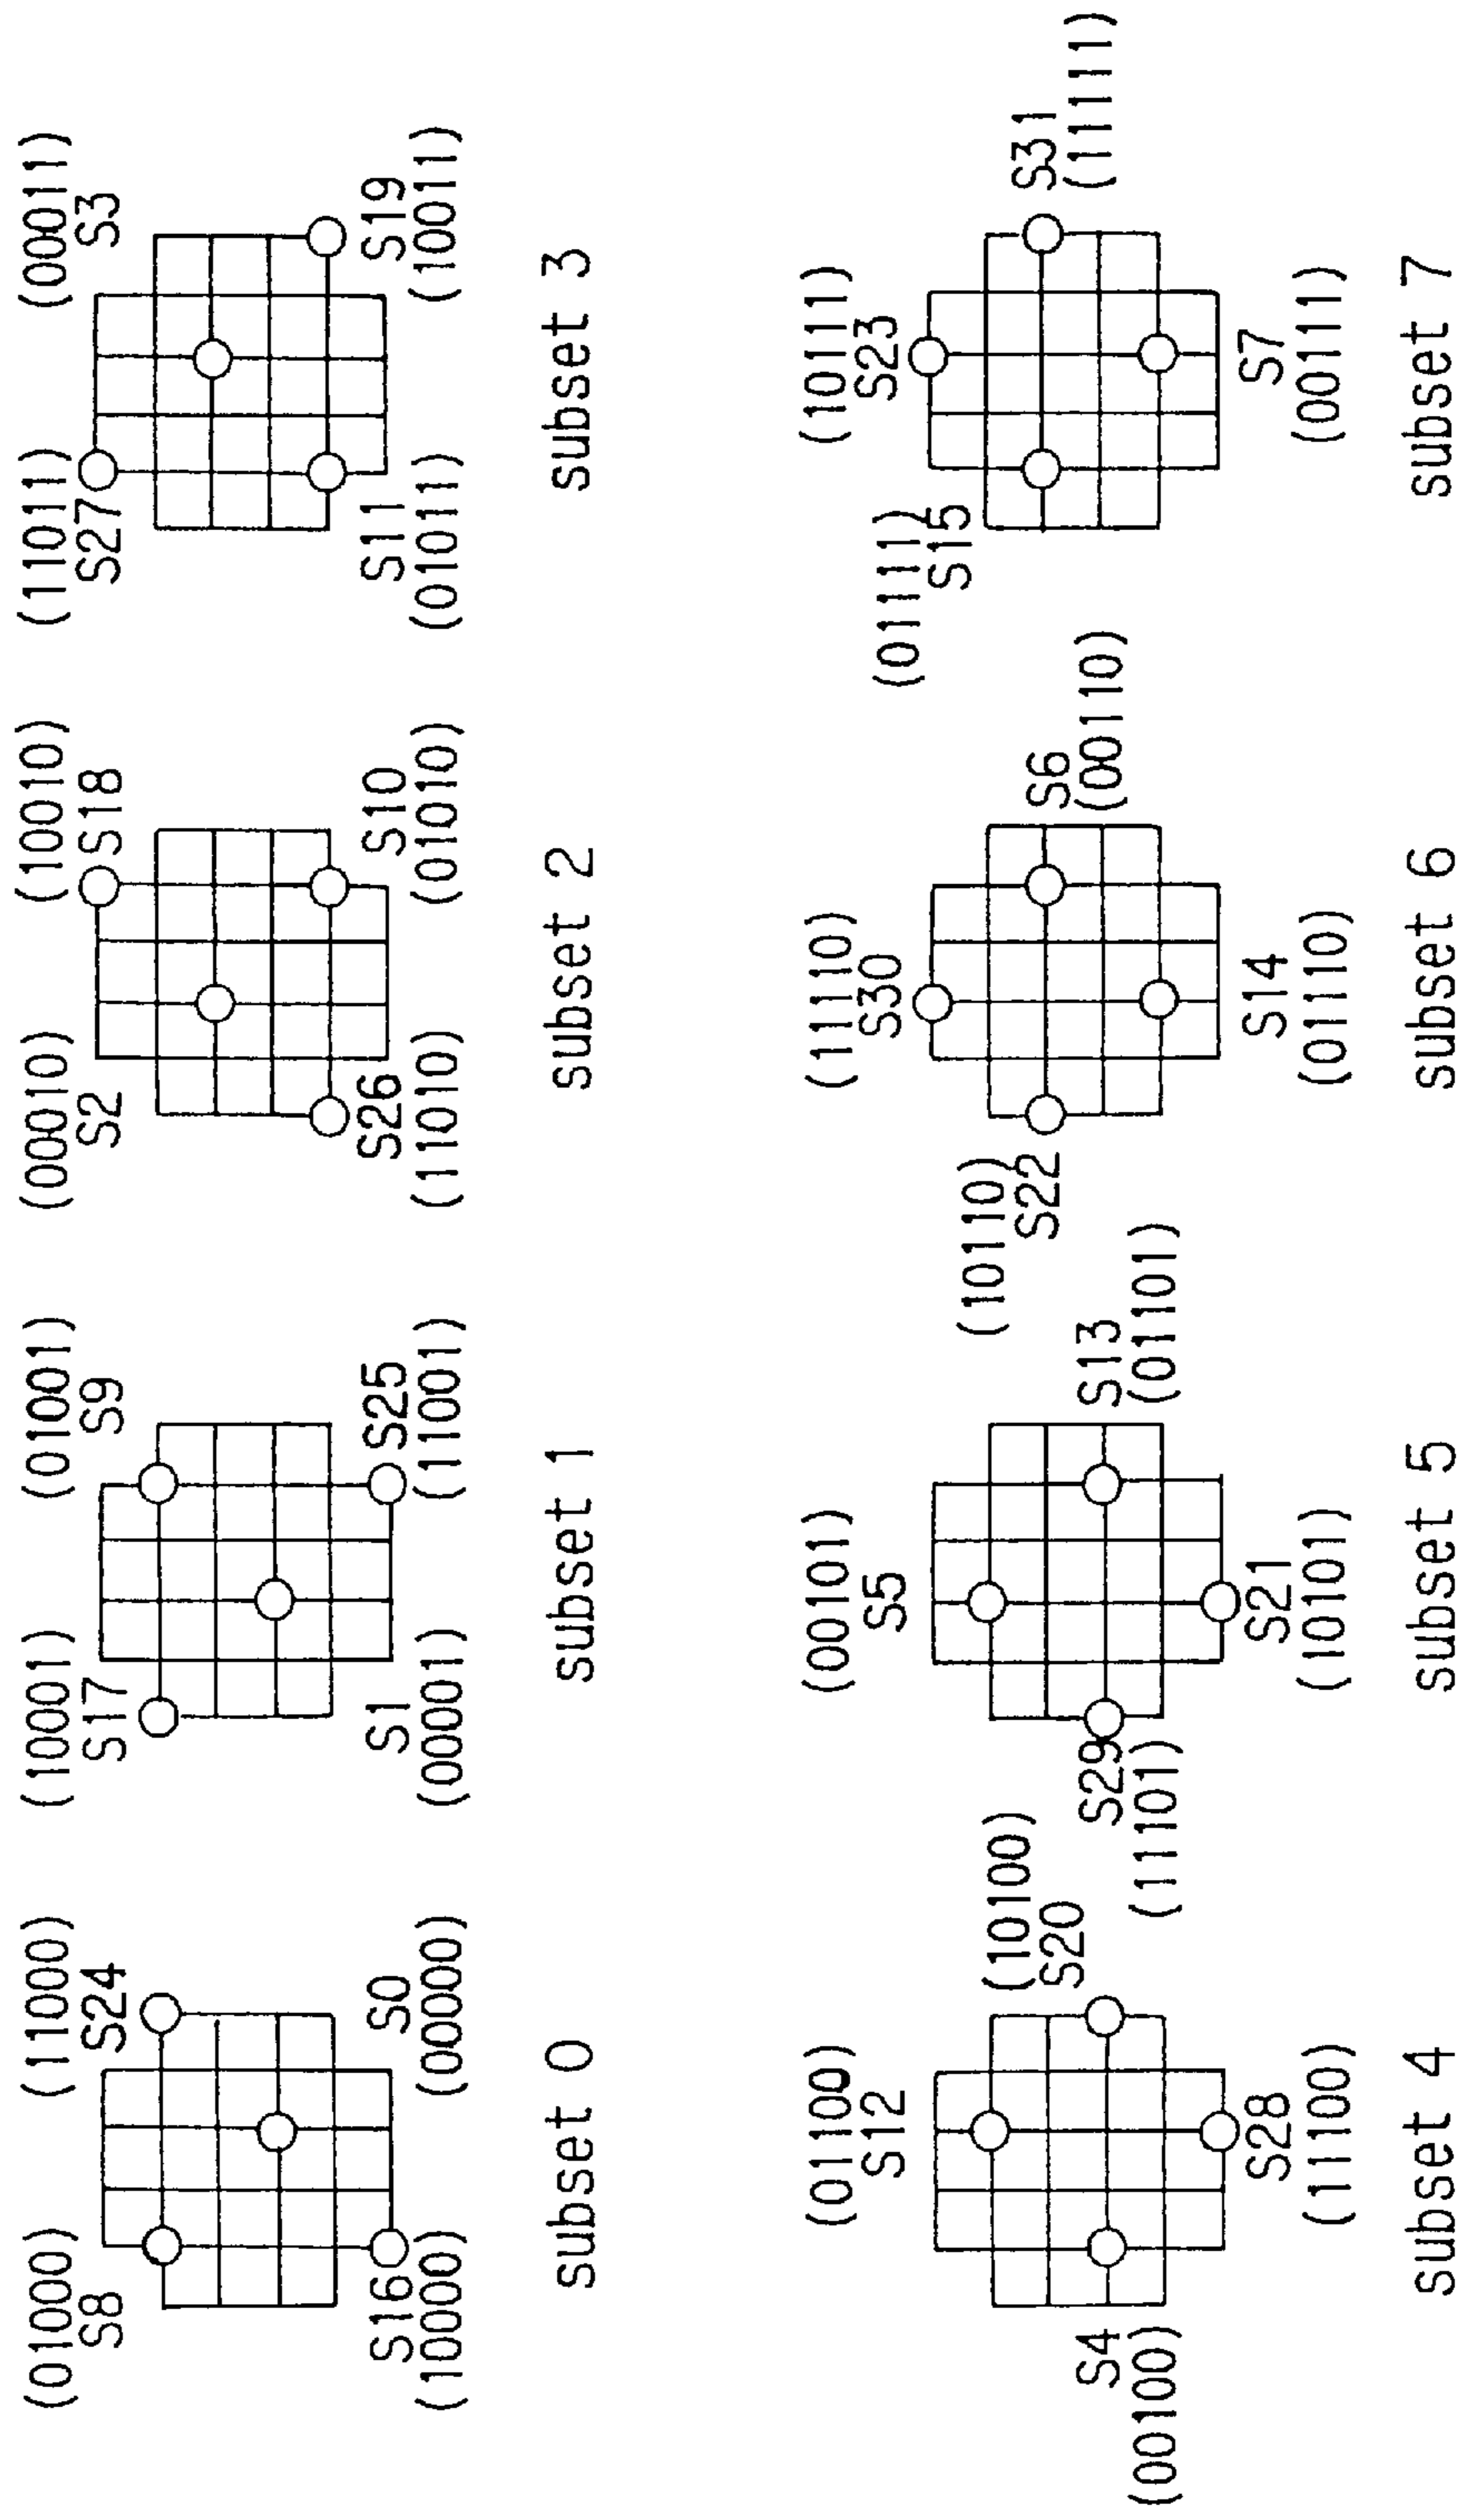 (01000) (11000) (10001) (01001) (00010) (10010) (11011) (00011)
S8 S24 S17 S9 S2 S18 S27 S3
S16 S0 S1 S25 S26 S10 S11 S19
(10000) (00000) (00001) (11001) (11010) (01010) (01011) (10011)
subset 0 subset 1 subset 2 subset 3
(01100) (00101) (11110) (10111)
S12 S5 S30 S23
(01111)
S15
(10100) (10110)
S20 S22 S6 S31
S4 S29 S13 (00110) (11111)
(00100) (11101) (01101)
S28 S21 S14 S7
(11100) (10101) (01110) (00111)
subset 4 subset 5 subset 6 subset 7